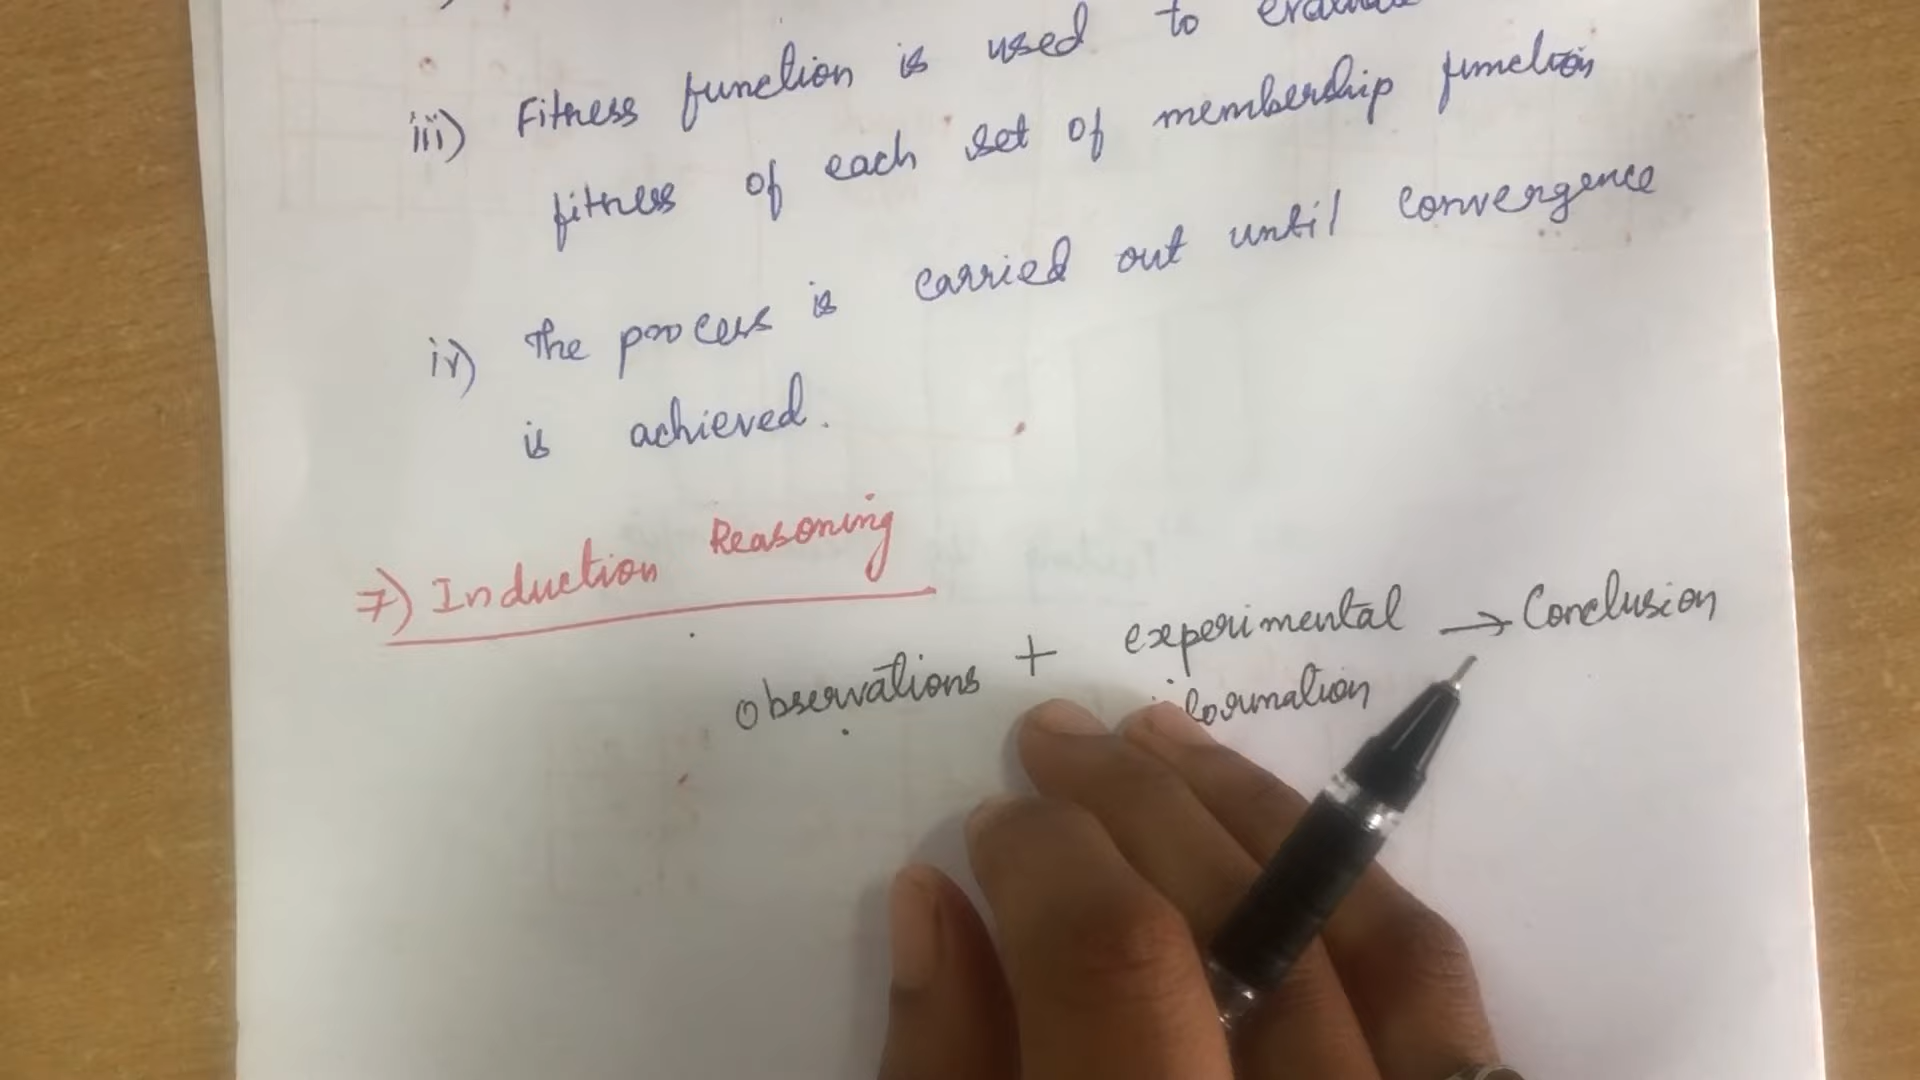 iii) Fitness function is used to
fitness of each set of membership function
iv) The process is carried out until convergence
is achieved.
7) Induction Reasoning
Observations + experimental → Conclusion
formation